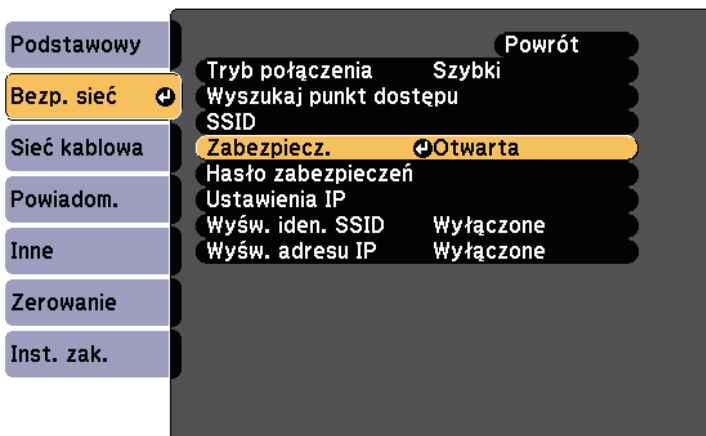 Podstawowy
Bezp. sieć
Sieć kablowa
Powiadom.
Inne
Zerowanie
Inst. zak.
Powrót
Tryb połączenia Szybki
Wyszukaj punkt dostępu
SSID
Zabezpiecz. Otwarta
Hasło zabezpieczeń
Ustawienia IP
Wyśw. iden. SSID Wyłączone
Wyśw. adresu IP Wyłączone